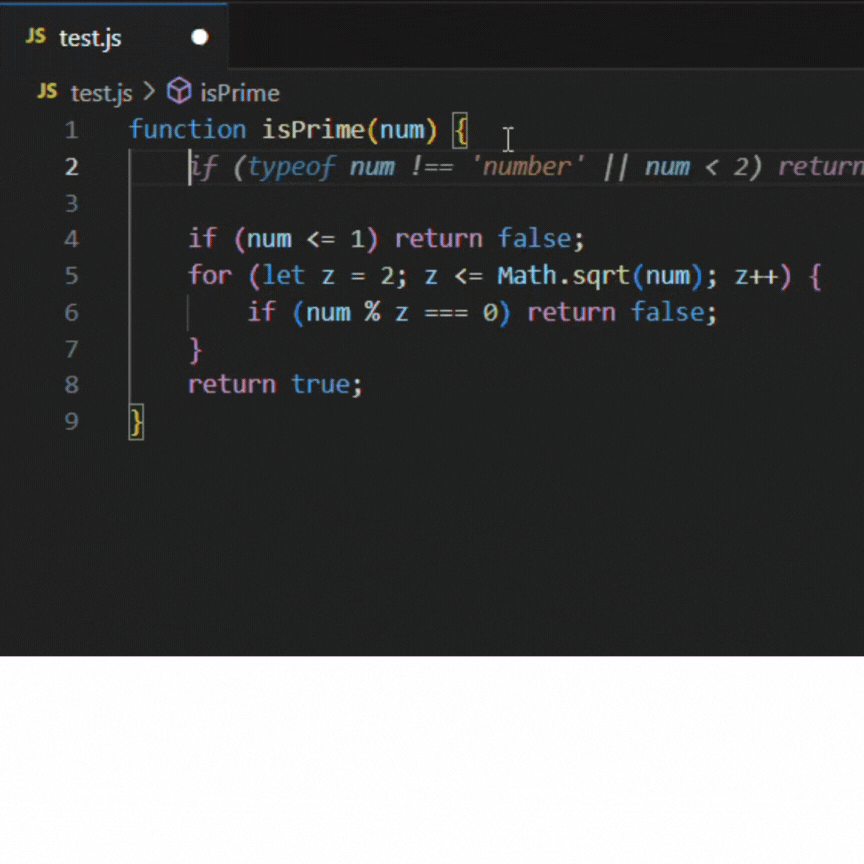 JS test.js
JS test.js > isPrime
1 function isPrime(num) {
2 if (typeof num !== 'number' || num < 2) return
3
4 if (num <= 1) return false;
5 for (let z = 2; z <= Math.sqrt(num); z++) {
6 if (num % z === 0) return false;
7 }
8 return true;
9 }